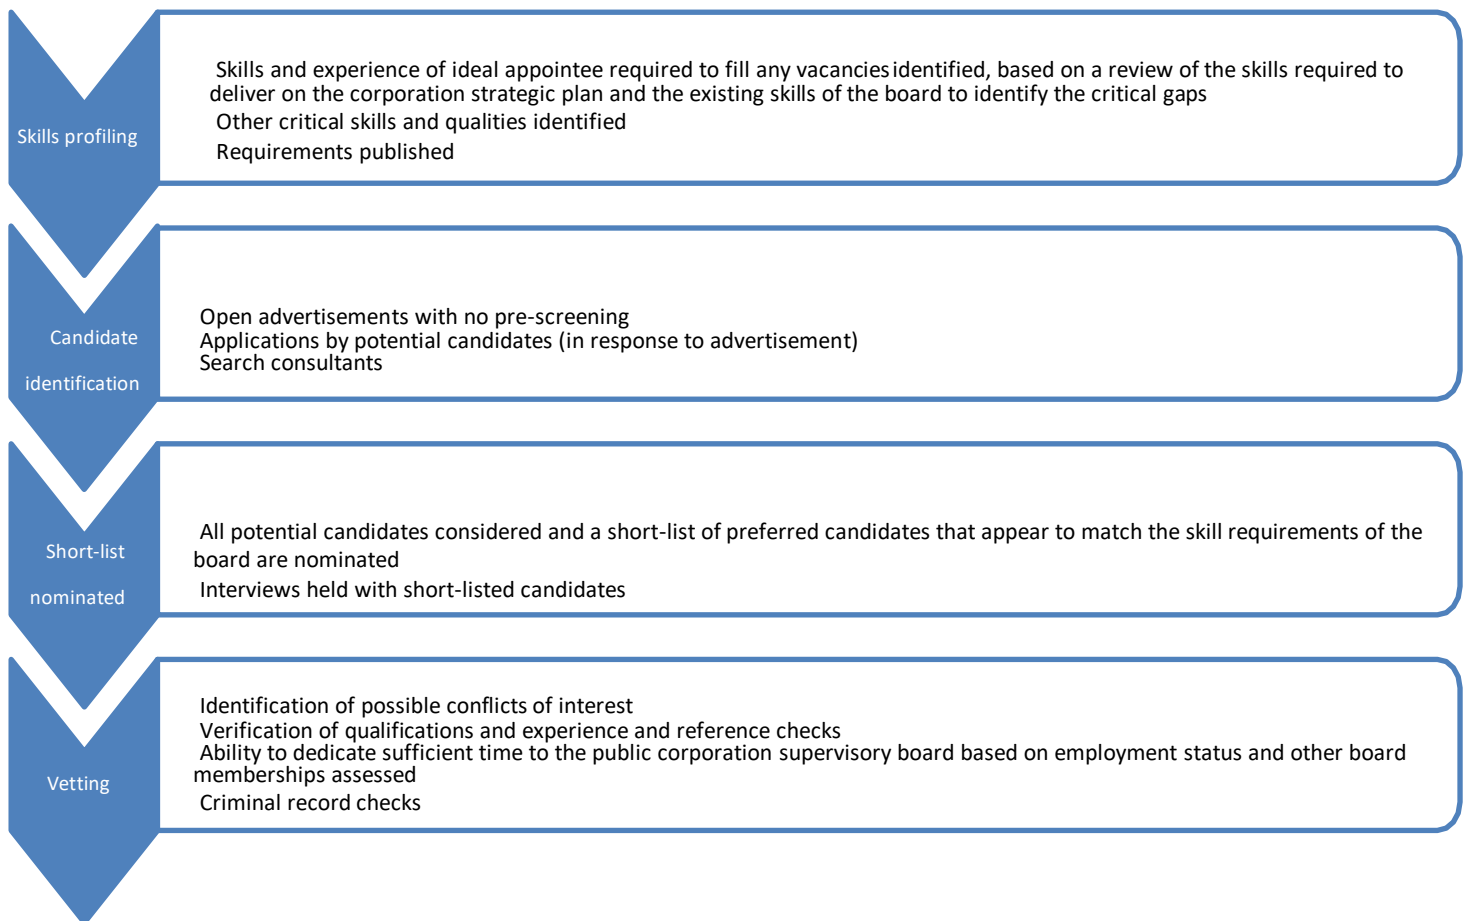 Skills profiling
Skills and experience of ideal appointee required to fill any vacancies identified, based on a review of the skills required to
deliver on the corporation strategic plan and the existing skills of the board to identify the critical gaps
Other critical skills and qualities identified
Requirements published
Candidate
identification
Open advertisements with no pre-screening
Applications by potential candidates (in response to advertisement)
Search consultants
Short-list
nominated
All potential candidates considered and a short-list of preferred candidates that appear to match the skill requirements of the
board are nominated
Interviews held with short-listed candidates
Vetting
Identification of possible conflicts of interest
Verification of qualifications and experience and reference checks
Ability to dedicate sufficient time to the public corporation supervisory board based on employment status and other board
memberships assessed
Criminal record checks